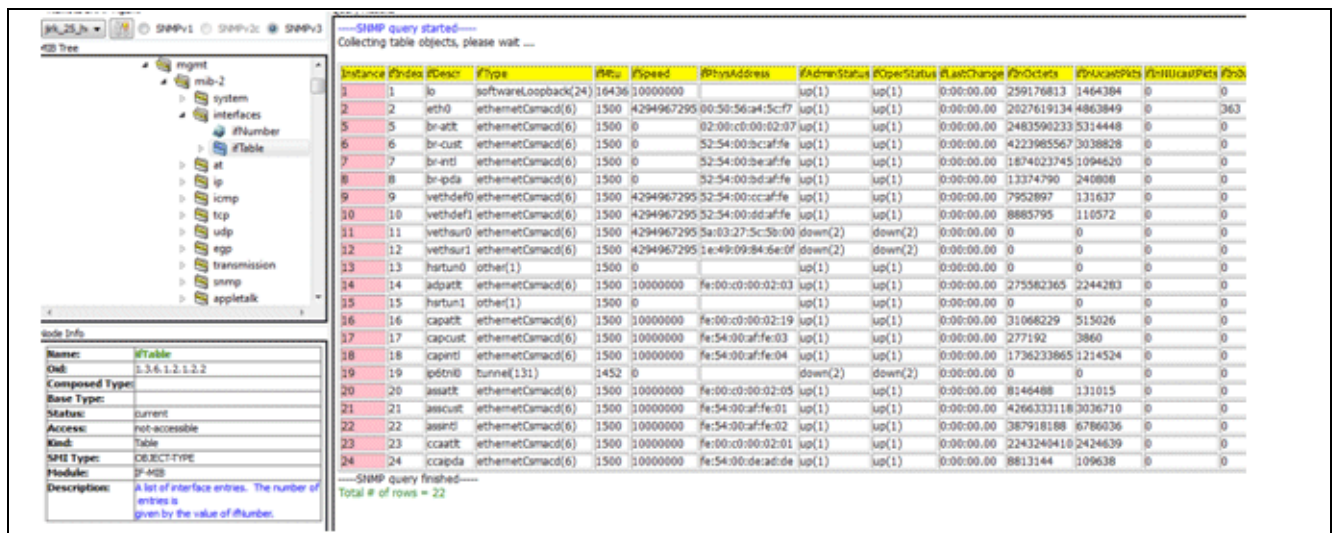 SNMPv1 SNMPv2c SNMPv3
MIB Tree
mgmt
mib-2
system
interfaces
ifNumber
ifTable
at
ip
icmp
tcp
udp
egp
transmission
snmp
appletalk
Node Info
Name: ifTable
Oid: 1.3.6.1.2.1.2.2
Composed Type:
Base Type:
Status: current
Access: not-accessible
Kind: Table
SMI Type: OBJECT-TYPE
Module: IF-MIB
Description: A list of interface entries. The number of
entries is
given by the value of ifNumber.
-----SNMP query started-----
Collecting table objects, please wait ....
Instance ifIndex ifDescr ifType ifMtu ifSpeed ifPhysAddress ifAdminStatus ifOperStatus ifLastChange ifInOctets ifInUcastPkts ifInNUcastPkts
1 1 lo softwareLoopback(24) 16436 10000000 up(1) up(1) 0:00:00.00 259176813 1464384 0 0
2 2 eth0 ethernetCsmacd(6) 1500 4294967295 00:50:56:a4:5c:f7 up(1) up(1) 0:00:00.00 2027619134 4863849 0 363
5 5 br-attt ethernetCsmacd(6) 1500 0 02:00:c0:00:02:07 up(1) up(1) 0:00:00.00 2483590233 5314448 0 0
6 6 br-cust ethernetCsmacd(6) 1500 0 52:54:00:bc:af:fe up(1) up(1) 0:00:00.00 4223985567 3038828 0 0
7 7 br-intl ethernetCsmacd(6) 1500 0 52:54:00:be:af:fe up(1) up(1) 0:00:00.00 1874023745 1094620 0 0
8 8 br-ipda ethernetCsmacd(6) 1500 0 52:54:00:bd:af:fe up(1) up(1) 0:00:00.00 13374790 240808 0 0
9 9 vethdef0 ethernetCsmacd(6) 1500 4294967295 52:54:00:cc:af:fe up(1) up(1) 0:00:00.00 7952897 131637 0 0
10 10 vethdef1 ethernetCsmacd(6) 1500 4294967295 52:54:00:dd:af:fe up(1) up(1) 0:00:00.00 8885795 110572 0 0
11 11 vethsur0 ethernetCsmacd(6) 1500 4294967295 5a:03:27:5c:5b:00 down(2) down(2) 0:00:00.00 0 0 0 0
12 12 vethsur1 ethernetCsmacd(6) 1500 4294967295 1e:49:09:84:6e:0f down(2) down(2) 0:00:00.00 0 0 0 0
13 13 hsrtun0 other(1) 1500 0 up(1) up(1) 0:00:00.00 0 0 0 0
14 14 adpatt ethernetCsmacd(6) 1500 10000000 fe:00:c0:00:02:03 up(1) up(1) 0:00:00.00 275582365 2244283 0 0
15 15 hsrtun1 other(1) 1500 0 up(1) up(1) 0:00:00.00 0 0 0 0
16 16 capatt ethernetCsmacd(6) 1500 10000000 fe:00:c0:00:02:19 up(1) up(1) 0:00:00.00 31068229 515026 0 0
17 17 capcust ethernetCsmacd(6) 1500 10000000 fe:54:00:af:fe:03 up(1) up(1) 0:00:00.00 277192 3860 0 0
18 18 capintl ethernetCsmacd(6) 1500 10000000 fe:54:00:af:fe:04 up(1) up(1) 0:00:00.00 1736233865 1214524 0 0
19 19 ip6tnl0 tunnel(131) 1452 0 down(2) down(2) 0:00:00.00 0 0 0 0
20 20 assatt ethernetCsmacd(6) 1500 10000000 fe:00:c0:00:02:05 up(1) up(1) 0:00:00.00 8146488 131015 0 0
21 21 asscust ethernetCsmacd(6) 1500 10000000 fe:54:00:af:fe:01 up(1) up(1) 0:00:00.00 4266333118 3036710 0 0
22 22 assintl ethernetCsmacd(6) 1500 10000000 fe:54:00:af:fe:02 up(1) up(1) 0:00:00.00 387918188 6786036 0 0
23 23 ccaatt ethernetCsmacd(6) 1500 10000000 fe:00:c0:00:02:01 up(1) up(1) 0:00:00.00 2243240410 2424639 0 0
24 24 ccaipda ethernetCsmacd(6) 1500 10000000 fe:54:00:de:ad:de up(1) up(1) 0:00:00.00 8813144 109638 0 0
-----SNMP query finished-----
Total # of rows = 22